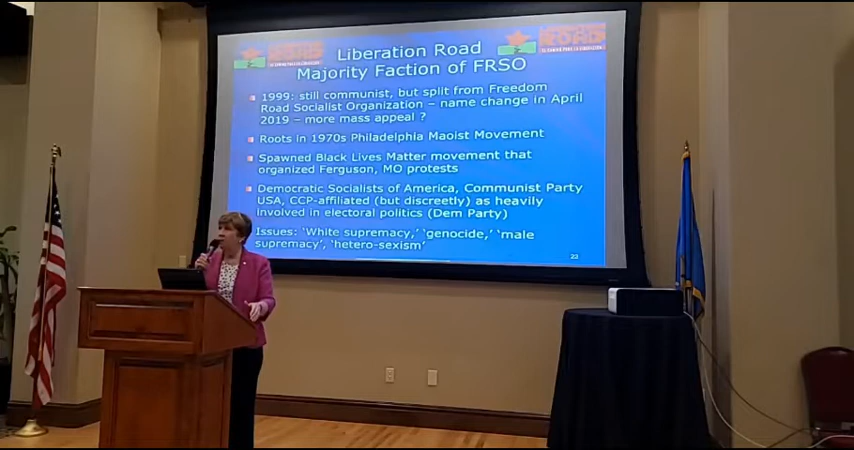 Liberation Road
Majority Faction of FRSO
1999: still communist, but split from Freedom
Road Socialist Organization – name change in April
2019 – more mass appeal ?
Roots in 1970s Philadelphia Maoist Movement
Spawned Black Lives Matter movement that
organized Ferguson, MO protests
Democratic Socialists of America, Communist Party
USA, CCP-affiliated (but discreetly) as heavily
involved in electoral politics (Dem Party)
Issues: ‘White supremacy,’ ‘genocide,’ ‘male
supremacy’, ‘hetero-sexism’
23